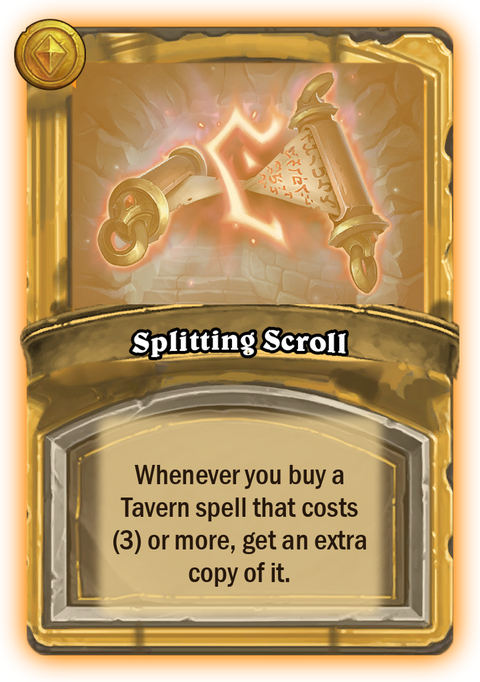 Splitting Scroll
Whenever you buy a
Tavern spell that costs
(3) or more, get an extra
copy of it.